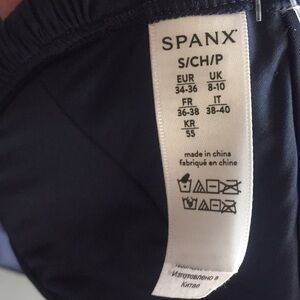 SPANX
S/CH/P
EUR UK
34-36 8-10
FR IT
36-38 38-40
KR
55
made in china
fabriqué en chine
Изготовлено в
Китае